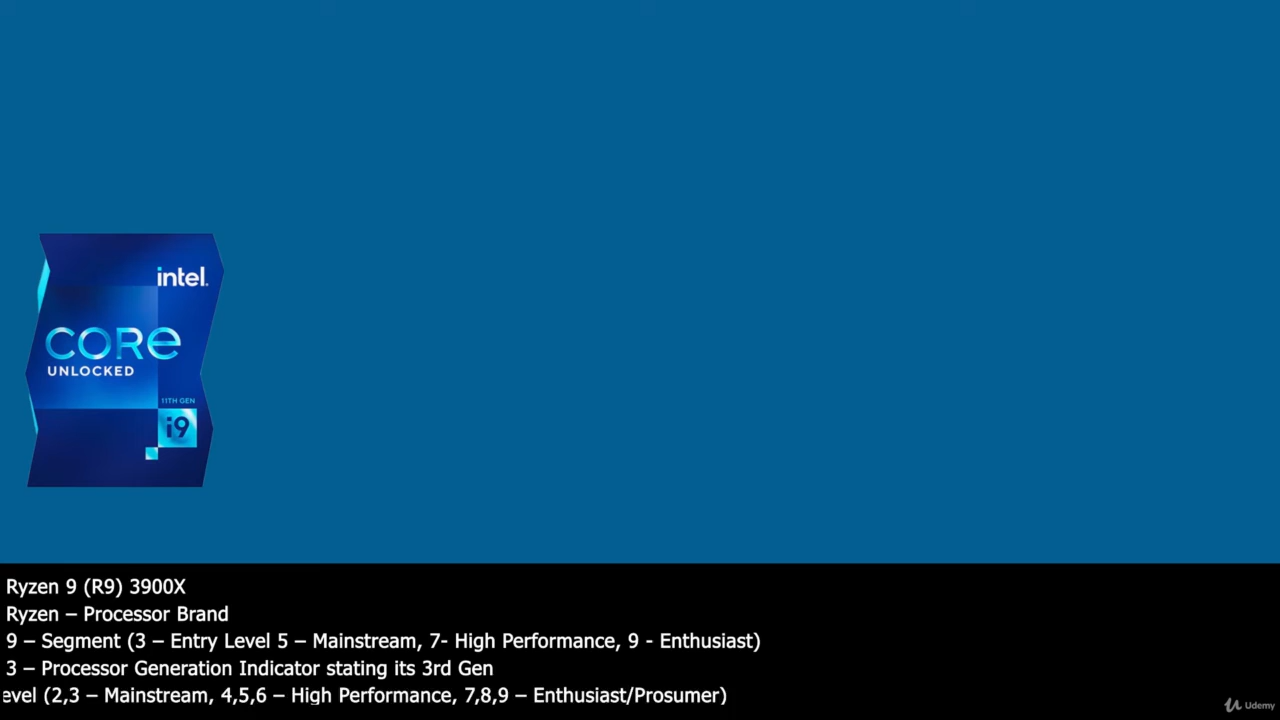 intel.
CORE
UNLOCKED
11TH GEN
i9
Ryzen 9 (R9) 3900X
Ryzen – Processor Brand
9 – Segment (3 – Entry Level 5 – Mainstream, 7- High Performance, 9 - Enthusiast)
3 – Processor Generation Indicator stating its 3rd Gen
evel (2,3 – Mainstream, 4,5,6 – High Performance, 7,8,9 – Enthusiast/Prosumer)
Udemy